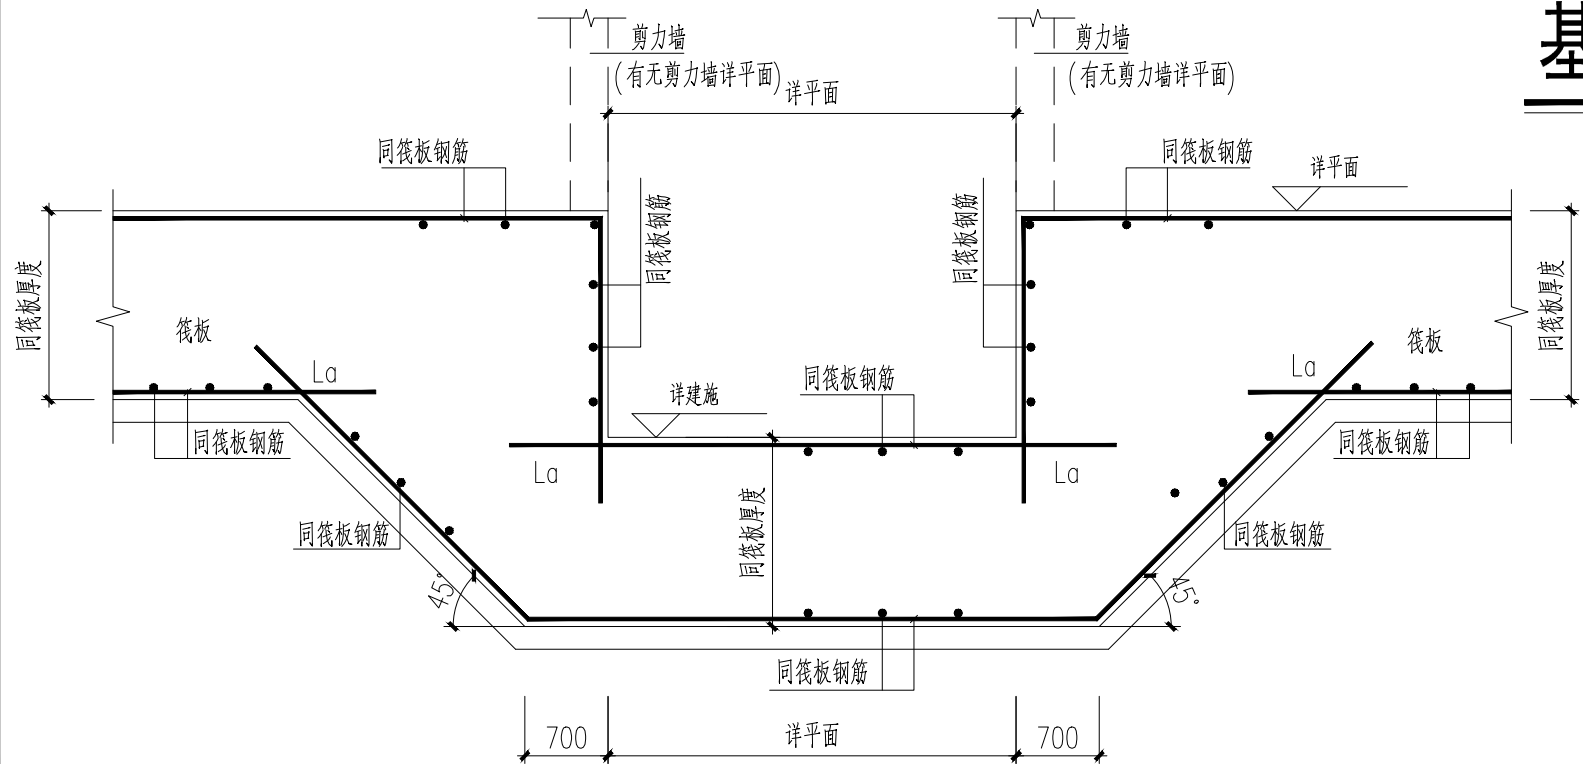 基
剪力墙
(有无剪力墙详平面)
剪力墙
(有无剪力墙详平面)
详平面
同筏板钢筋
同筏板钢筋
详平面
同筏板钢筋
同筏板钢筋
同筏板厚度
同筏板厚度
筏板
筏板
La
La
详建施
同筏板钢筋
同筏板钢筋
同筏板钢筋
La
La
同筏板厚度
同筏板钢筋
同筏板钢筋
45°
45°
同筏板钢筋
700
详平面
700